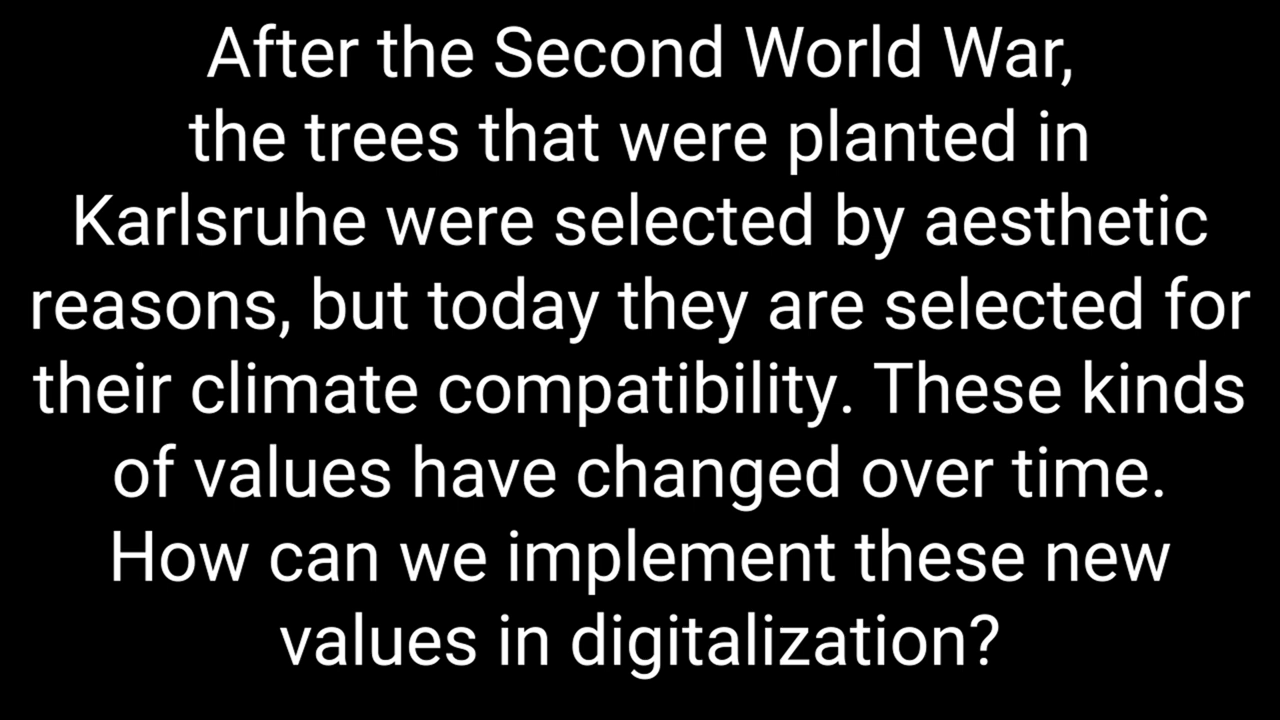 After the Second World War,
the trees that were planted in
Karlsruhe were selected by aesthetic
reasons, but today they are selected for
their climate compatibility. These kinds
of values have changed over time.
How can we implement these new
values in digitalization?